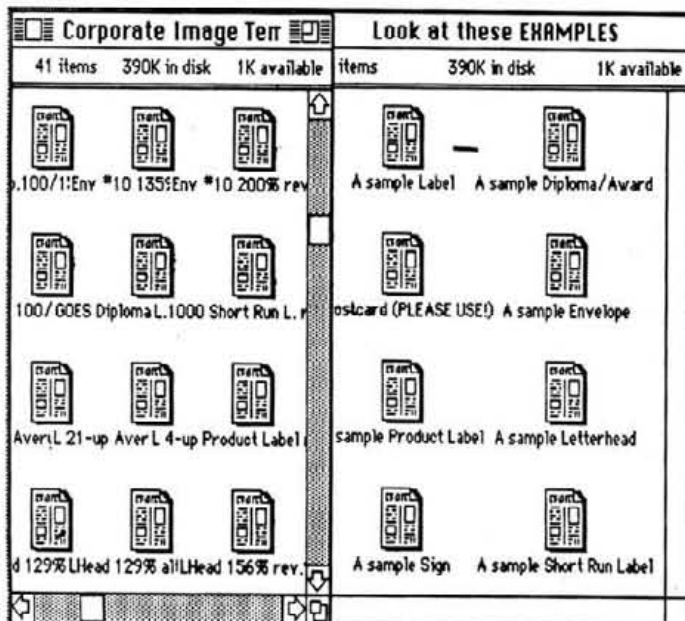 Corporate Image Terr
41 items 390K in disk 1K available
.100/1!Env #10 135%Env #10 200% rev
100/GOES Diploma L.1000 Short Run L. r
Avery L 21-up Aver L 4-up Product Label
d 129% LHead 129% alt LHead 156% rev.
Look at these EXAMPLES
items 390K in disk 1K available
A sample Label A sample Diploma/Award
ostcard (PLEASE USE!) A sample Envelope
sample Product Label A sample Letterhead
A sample Sign A sample Short Run Label